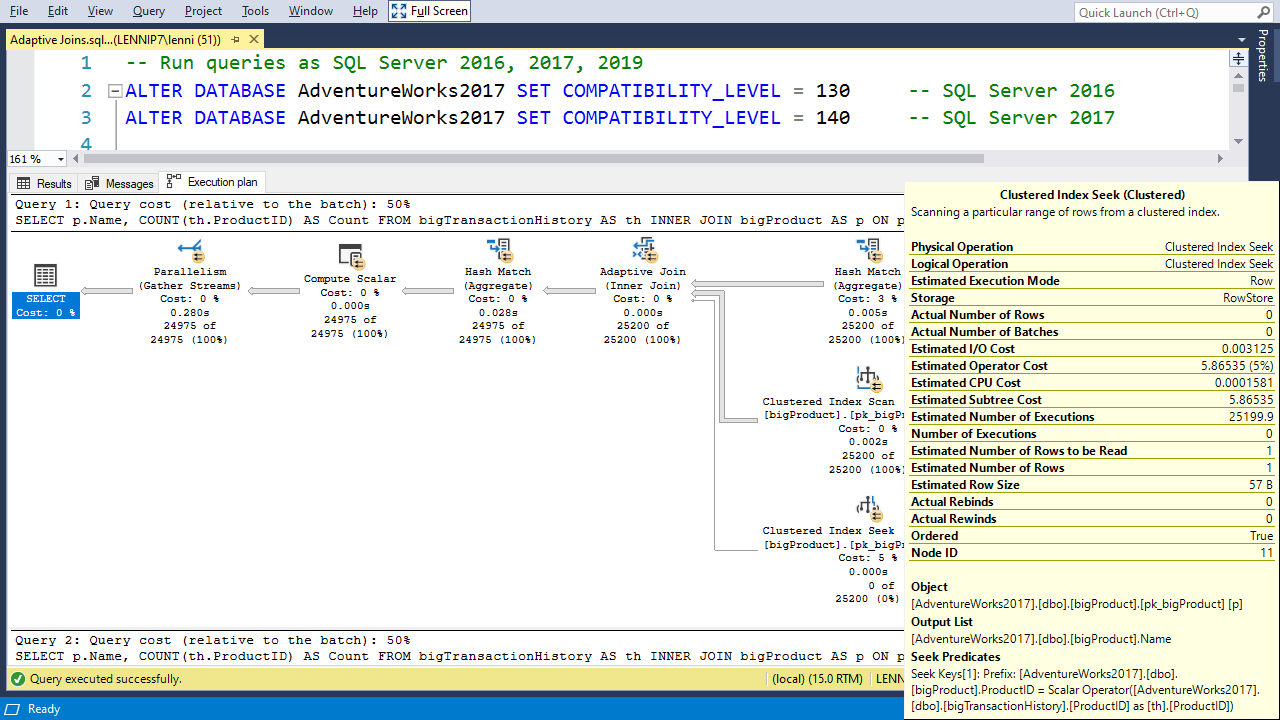 File Edit View Query Project Tools Window Help Full Screen
Quick Launch (Ctrl+Q)
Adaptive Joins.sql...(LENNIP7\lenni (51))
Properties
1 -- Run queries as SQL Server 2016, 2017, 2019
2 ALTER DATABASE AdventureWorks2017 SET COMPATIBILITY_LEVEL = 130 -- SQL Server 2016
3 ALTER DATABASE AdventureWorks2017 SET COMPATIBILITY_LEVEL = 140 -- SQL Server 2017
4
161 %
Results Messages Execution plan
Query 1: Query cost (relative to the batch): 50%
SELECT p.Name, COUNT(th.ProductID) AS Count FROM bigTransactionHistory AS th INNER JOIN bigProduct AS p ON p
SELECT
Cost: 0 %
Parallelism
(Gather Streams)
Cost: 0 %
0.280s
24975 of
24975 (100%)
Compute Scalar
Cost: 0 %
0.000s
24975 of
24975 (100%)
Hash Match
(Aggregate)
Cost: 0 %
0.028s
24975 of
24975 (100%)
Adaptive Join
(Inner Join)
Cost: 0 %
0.000s
25200 of
25200 (100%)
Hash Match
(Aggregate)
Cost: 3 %
0.005s
25200 of
25200 (100%)
Clustered Index Scan
[bigProduct].[pk_bigPr
Cost: 0 %
0.002s
25200 of
25200 (100%)
Clustered Index Seek
[bigProduct].[pk_bigPr
Cost: 5 %
0.000s
0 of
25200 (0%)
Query 2: Query cost (relative to the batch): 50%
SELECT p.Name, COUNT(th.ProductID) AS Count FROM bigTransactionHistory AS th INNER JOIN bigProduct AS p ON p
Query executed successfully.
(local) (15.0 RTM) LENN
Ready
Clustered Index Seek (Clustered)
Scanning a particular range of rows from a clustered index.
Physical Operation Clustered Index Seek
Logical Operation Clustered Index Seek
Estimated Execution Mode Row
Storage RowStore
Actual Number of Rows 0
Actual Number of Batches 0
Estimated I/O Cost 0.003125
Estimated Operator Cost 5.86535 (5%)
Estimated CPU Cost 0.0001581
Estimated Subtree Cost 5.86535
Estimated Number of Executions 25199.9
Number of Executions 0
Estimated Number of Rows to be Read 1
Estimated Number of Rows 1
Estimated Row Size 57 B
Actual Rebinds 0
Actual Rewinds 0
Ordered True
Node ID 11
Object
[AdventureWorks2017].[dbo].[bigProduct].[pk_bigProduct] [p]
Output List
[AdventureWorks2017].[dbo].[bigProduct].Name
Seek Predicates
Seek Keys[1]: Prefix: [AdventureWorks2017].[dbo].
[bigProduct].ProductID = Scalar Operator([AdventureWorks2017].
[dbo].[bigTransactionHistory].[ProductID] as [th].[ProductID])